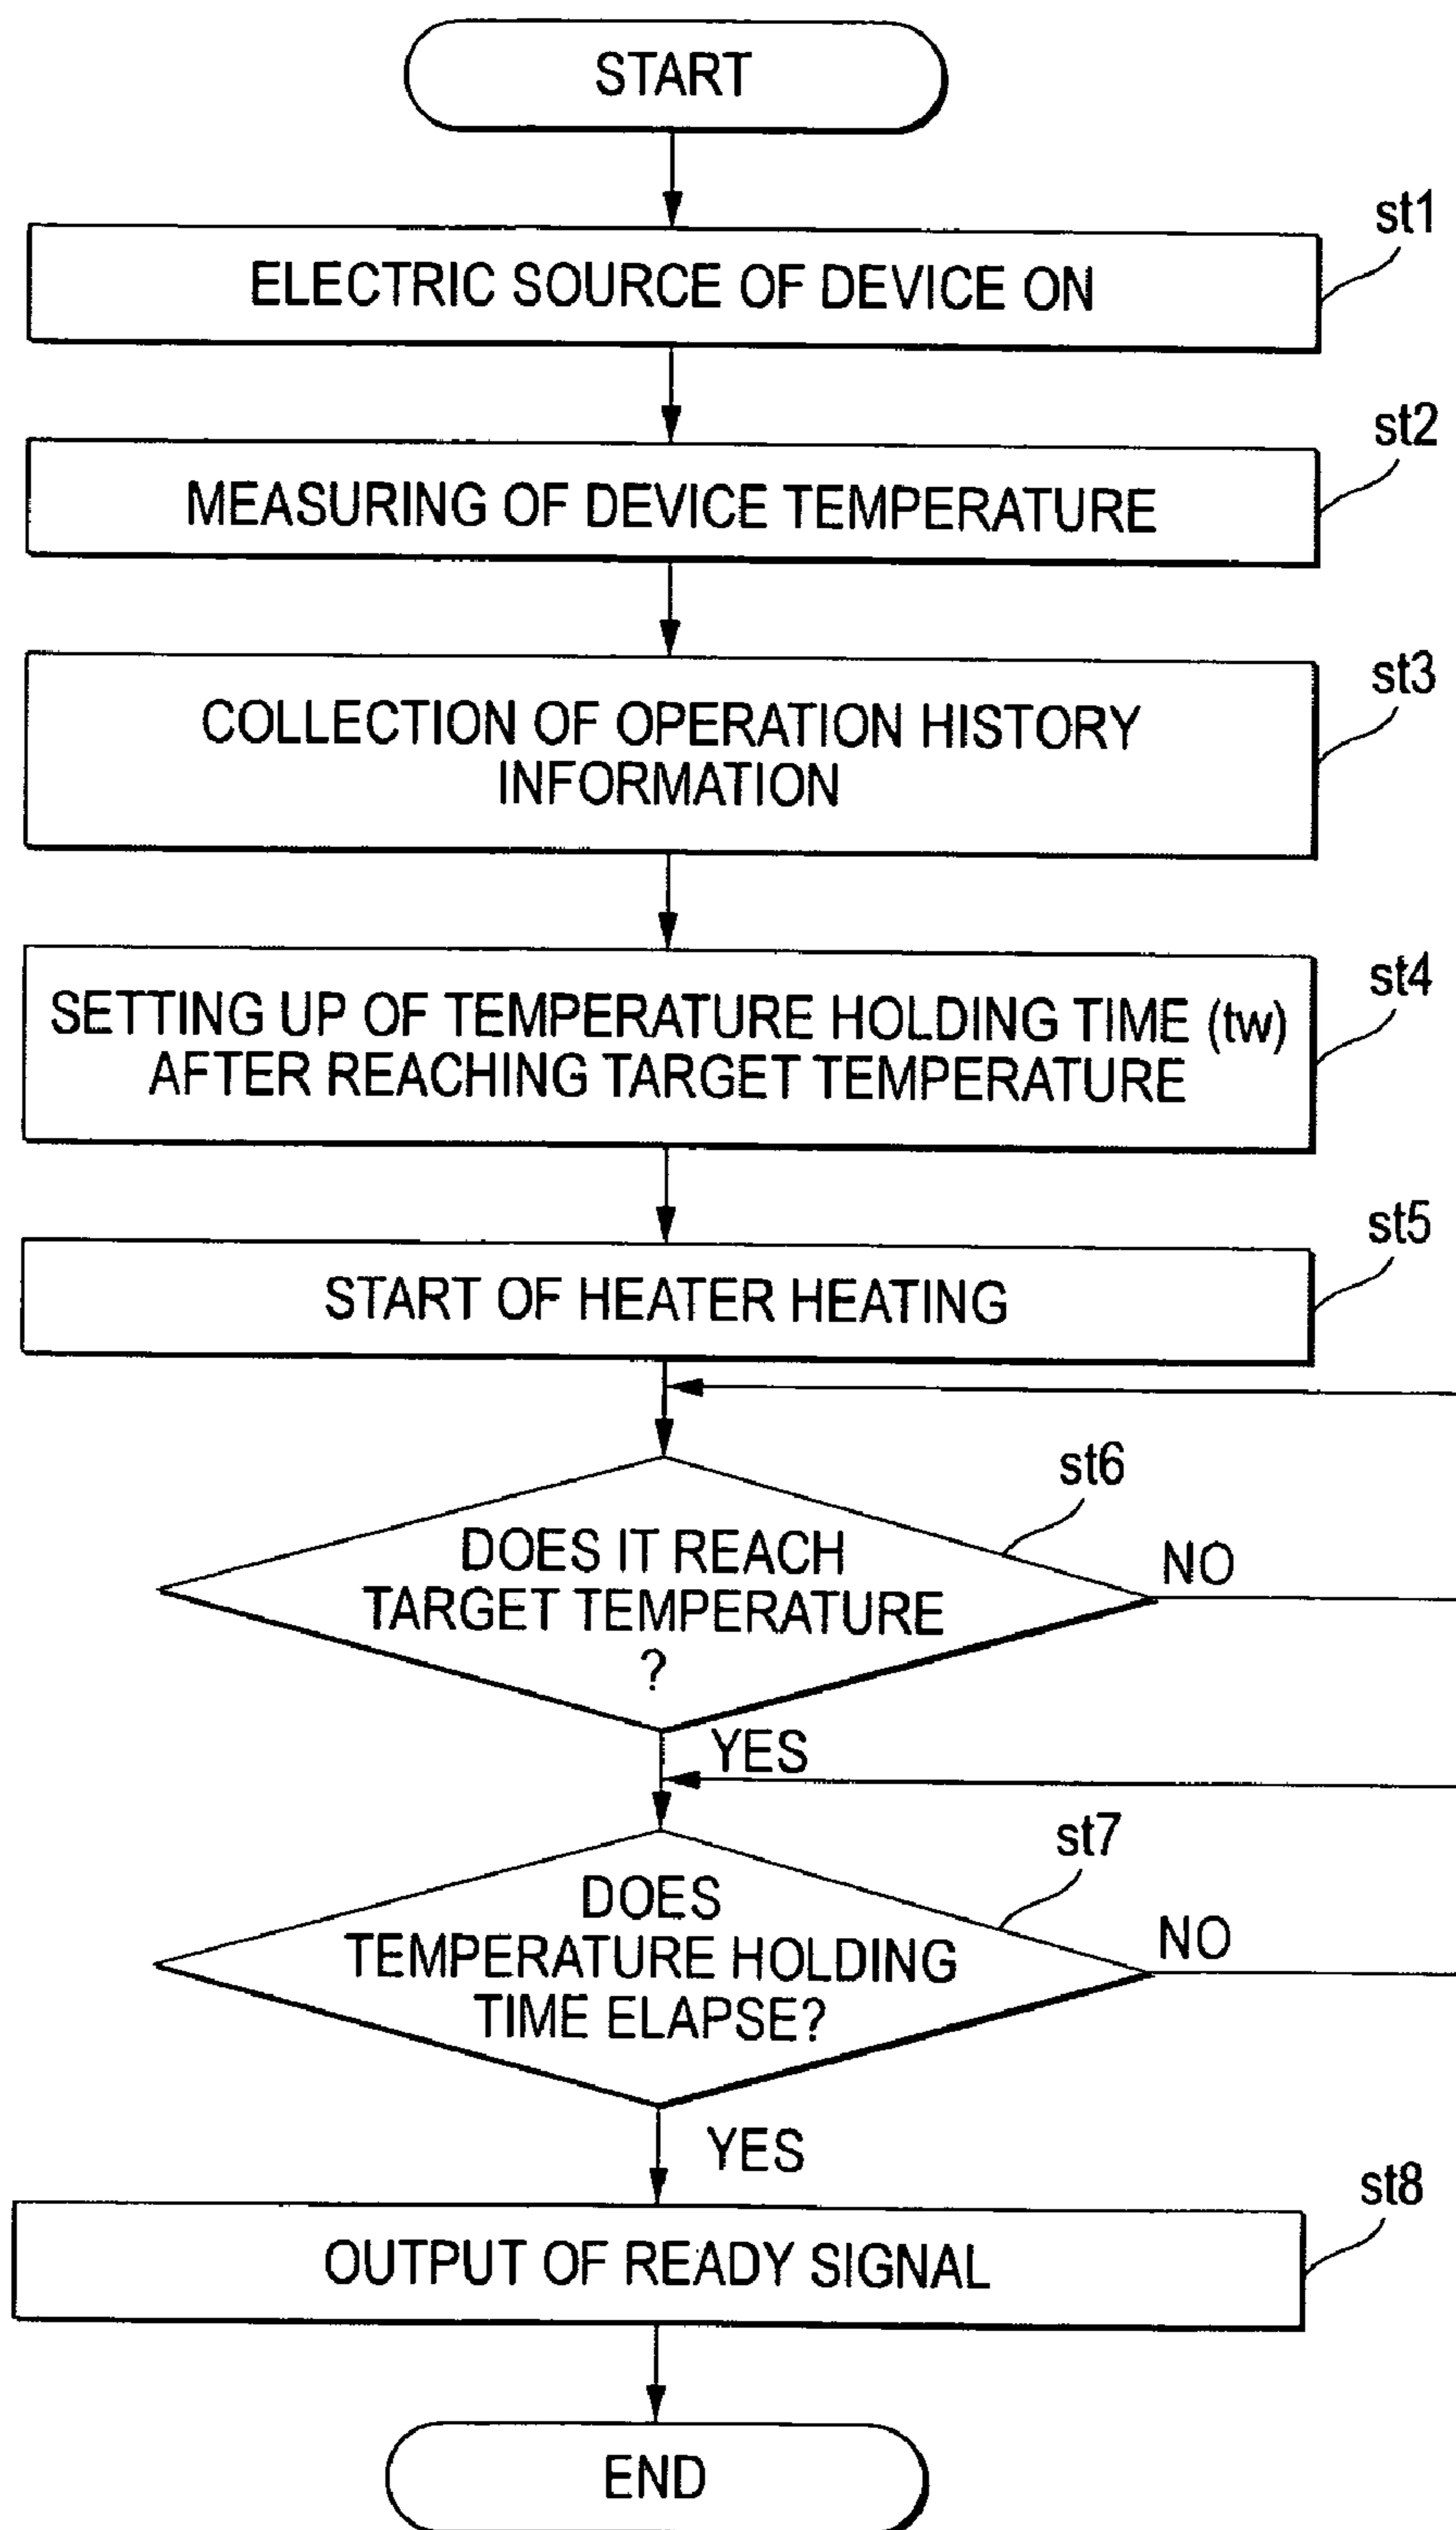 START
st1
ELECTRIC SOURCE OF DEVICE ON
st2
MEASURING OF DEVICE TEMPERATURE
st3
COLLECTION OF OPERATION HISTORY
INFORMATION
st4
SETTING UP OF TEMPERATURE HOLDING TIME (tw)
AFTER REACHING TARGET TEMPERATURE
st5
START OF HEATER HEATING
st6
DOES IT REACH
TARGET TEMPERATURE
?
NO
YES
st7
DOES
TEMPERATURE HOLDING
TIME ELAPSE?
NO
YES
st8
OUTPUT OF READY SIGNAL
END